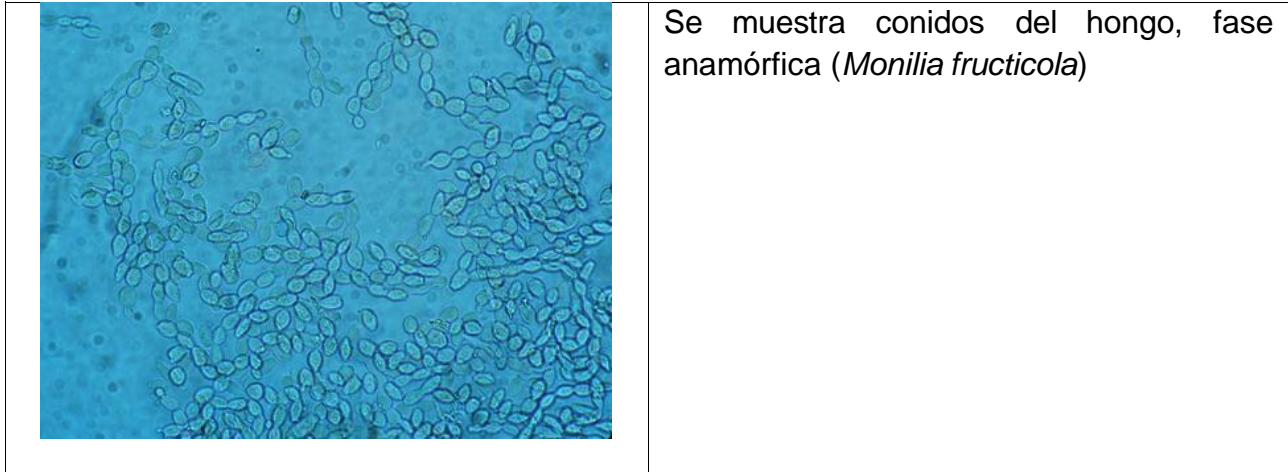 Se muestra conidos del hongo, fase
anamórfica (Monilia fructicola)